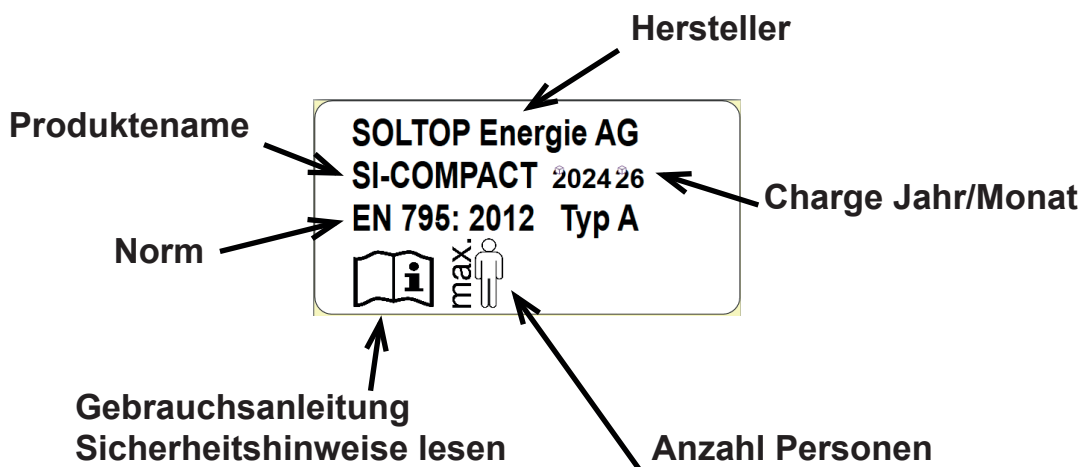 Hersteller
Produktename
SOLTOP Energie AG
SI-COMPACT 2024 26
Charge Jahr/Monat
EN 795: 2012 Typ A
Norm
max.
i
Gebrauchsanleitung
Sicherheitshinweise lesen
Anzahl Personen